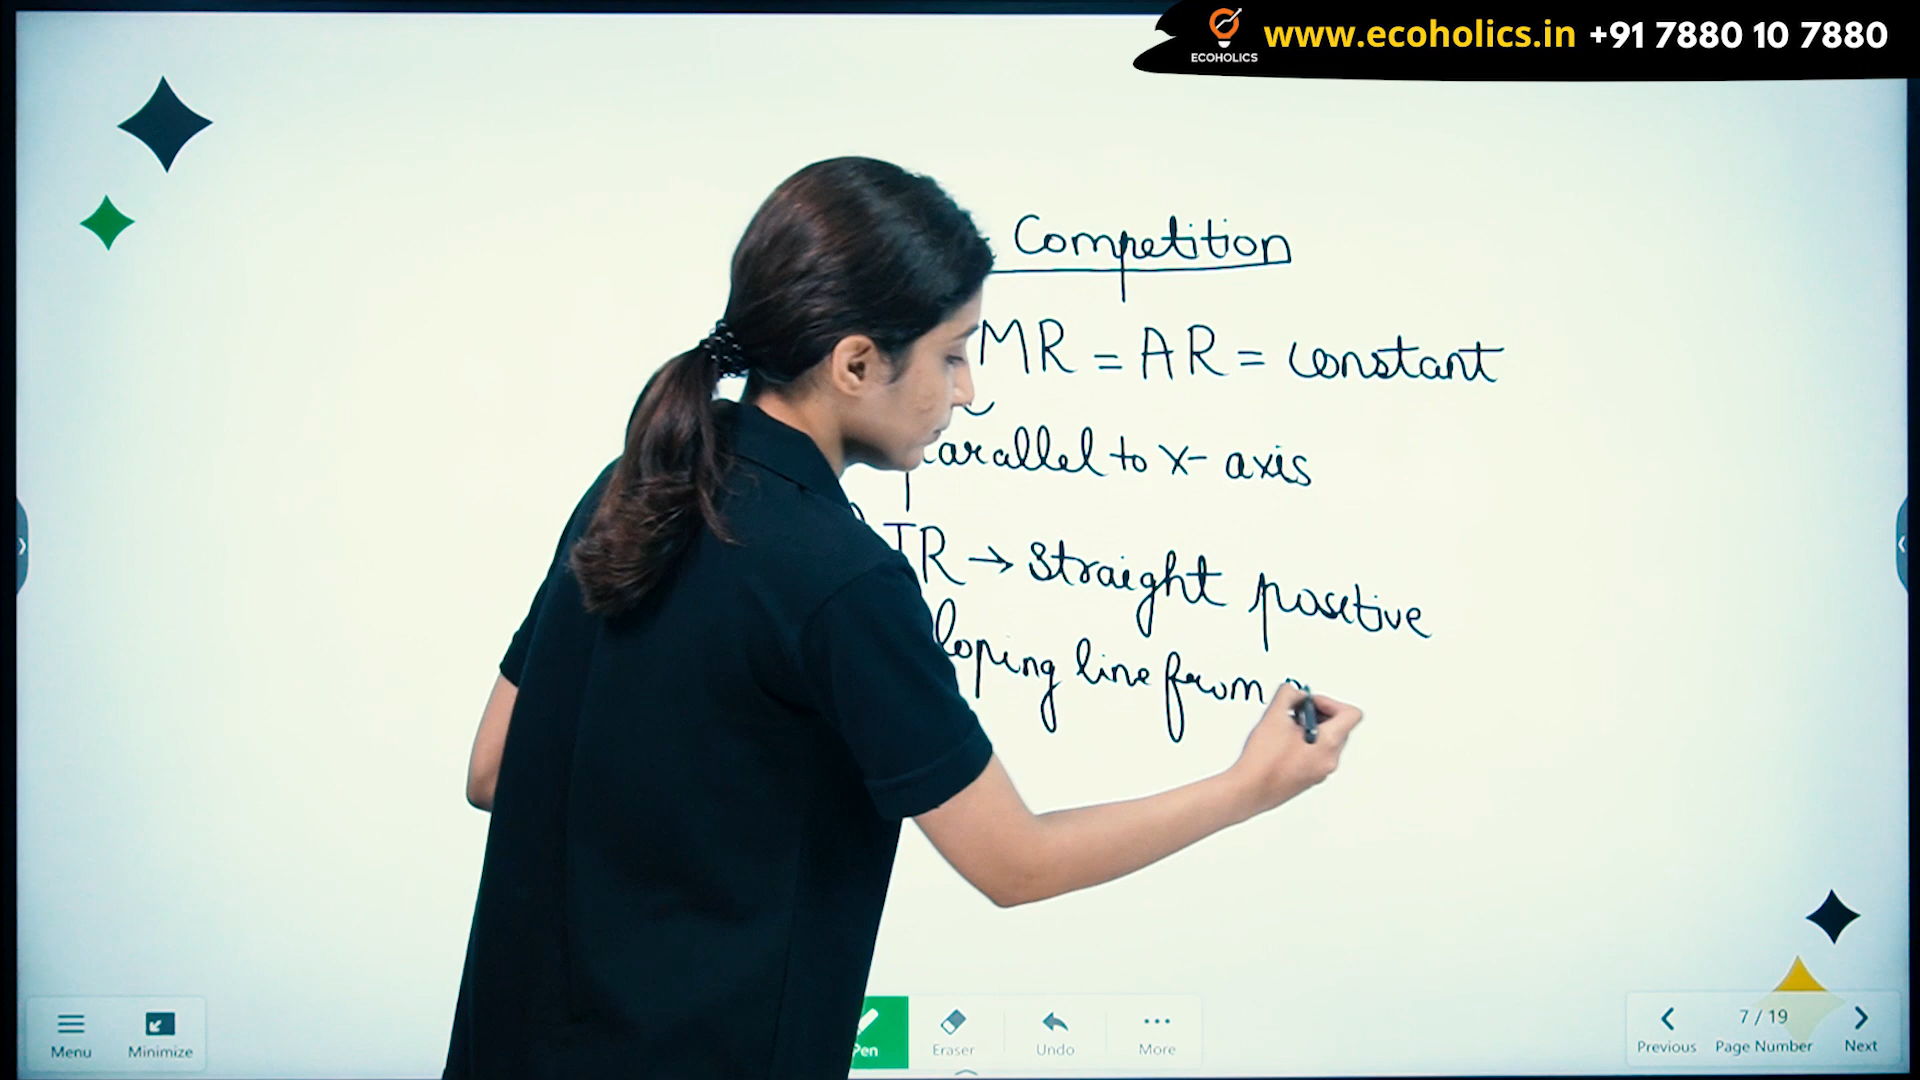 www.ecoholics.in +91 7880 10 7880
ECOHOLICS
Competition
MR = AR = constant
arallel to x-axis
TR → straight positive
loping line from
Menu
Minimize
Pen
Eraser
Undo
More
Previous
7 / 19
Page Number
Next